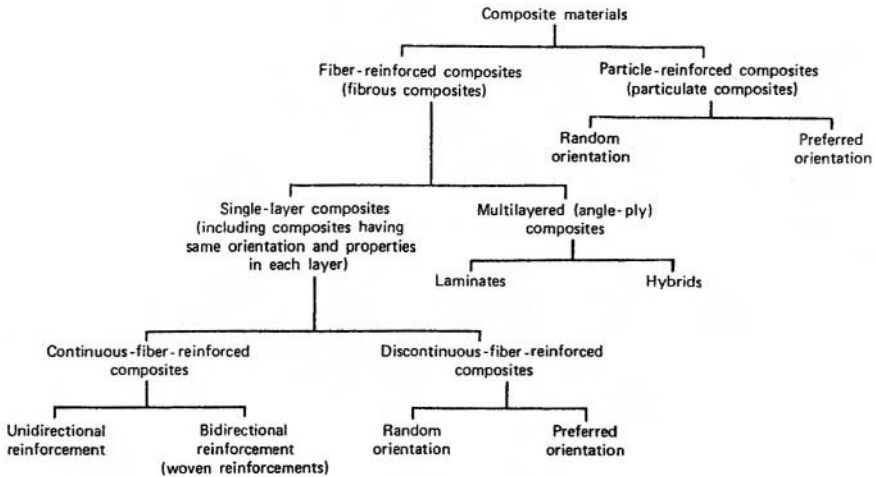 Composite materials
Fiber-reinforced composites
(fibrous composites)
Particle-reinforced composites
(particulate composites)
Random
orientation
Preferred
orientation
Single-layer composites
(including composites having
same orientation and properties
in each layer)
Multilayered (angle-ply)
composites
Laminates
Hybrids
Continuous-fiber-reinforced
composites
Discontinuous-fiber-reinforced
composites
Unidirectional
reinforcement
Bidirectional
reinforcement
(woven reinforcements)
Random
orientation
Preferred
orientation